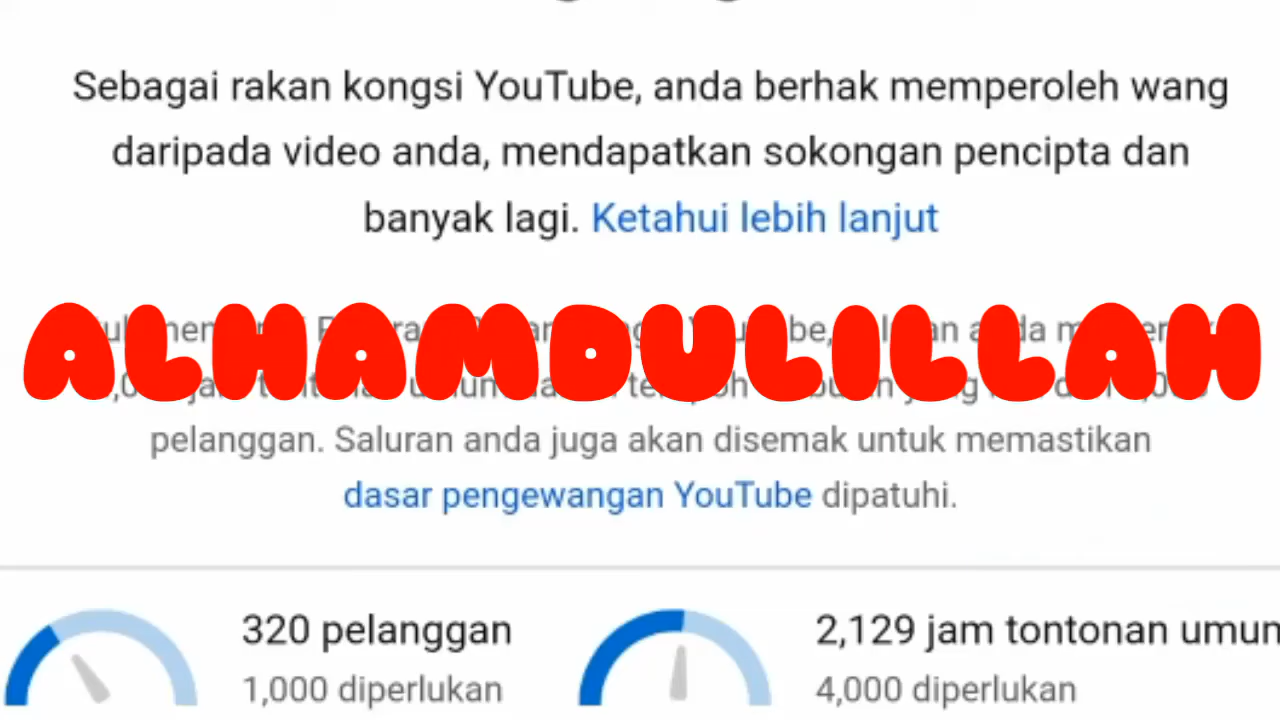 Sebagai rakan kongsi YouTube, anda berhak memperoleh wang
daripada video anda, mendapatkan sokongan pencipta dan
banyak lagi. Ketahui lebih lanjut
ALHAMDULILLAH
pelanggan. Saluran anda juga akan disemak untuk memastikan
dasar pengewangan YouTube dipatuhi.
320 pelanggan
1,000 diperlukan
2,129 jam tontonan umum
4,000 diperlukan